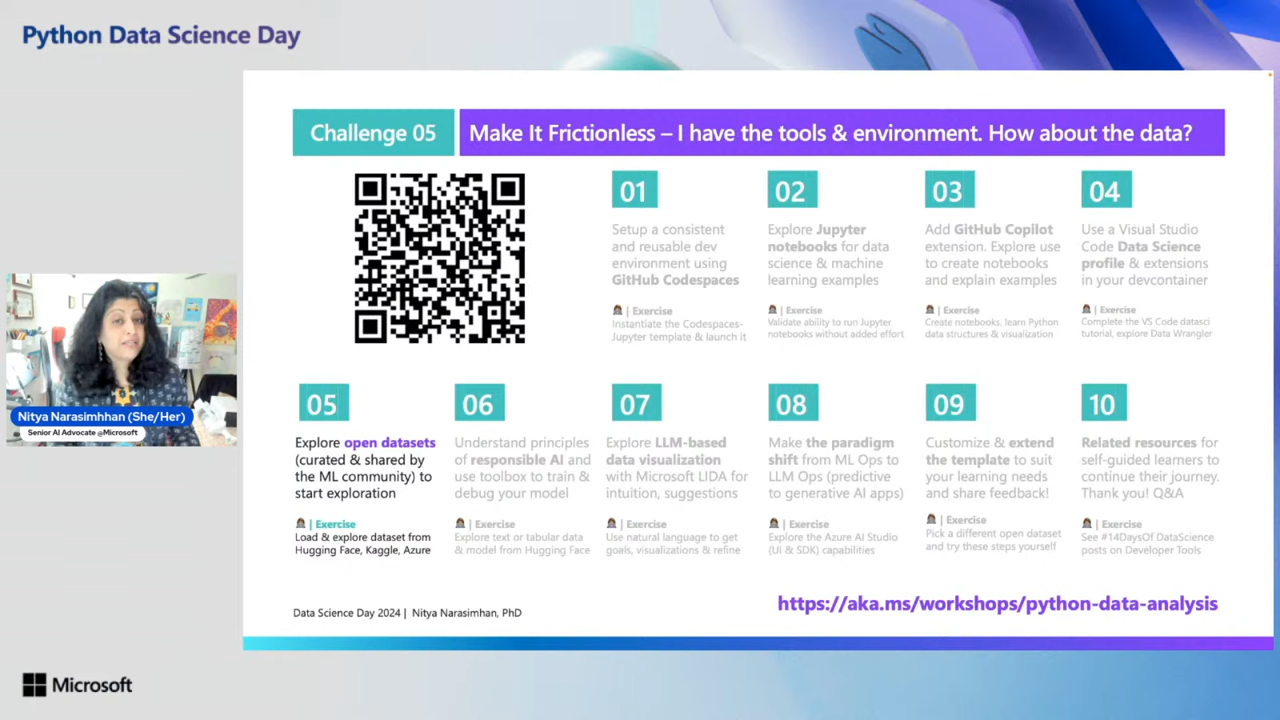 Python Data Science Day
Challenge 05
Make It Frictionless – I have the tools & environment. How about the data?
01
Setup a consistent
and reusable dev
environment using
GitHub Codespaces
| Exercise
Instantiate the Codespaces-
Jupyter template & launch it
02
Explore Jupyter
notebooks for data
science & machine
learning examples
| Exercise
Validate ability to run Jupyter
notebooks without added effort
03
Add GitHub Copilot
extension. Explore use
to create notebooks
and explain examples
| Exercise
Create notebooks, learn Python
data structures & visualization
04
Use a Visual Studio
Code Data Science
profile & extensions
in your devcontainer
| Exercise
Complete the VS Code datasci
tutorial, explore Data Wrangler
05
Explore open datasets
(curated & shared by
the ML community) to
start exploration
| Exercise
Load & explore dataset from
Hugging Face, Kaggle, Azure
06
Understand principles
of responsible AI and
use toolbox to train &
debug your model
| Exercise
Explore text or tabular data
& model from Hugging Face
07
Explore LLM-based
data visualization
with Microsoft LIDA for
intuition, suggestions
| Exercise
Use natural language to get
goals, visualizations & refine
08
Make the paradigm
shift from ML Ops to
LLM Ops (predictive
to generative AI apps)
| Exercise
Explore the Azure AI Studio
(UI & SDK) capabilities
09
Customize & extend
the template to suit
your learning needs
and share feedback!
| Exercise
Pick a different open dataset
and try these steps yourself
10
Related resources for
self-guided learners to
continue their journey.
Thank you! Q&A
| Exercise
See #14DaysOf DataScience
posts on Developer Tools
Nitya Narasimhhan (She/Her)
Senior AI Advocate @Microsoft
Data Science Day 2024 | Nitya Narasimhan, PhD
https://aka.ms/workshops/python-data-analysis
Microsoft